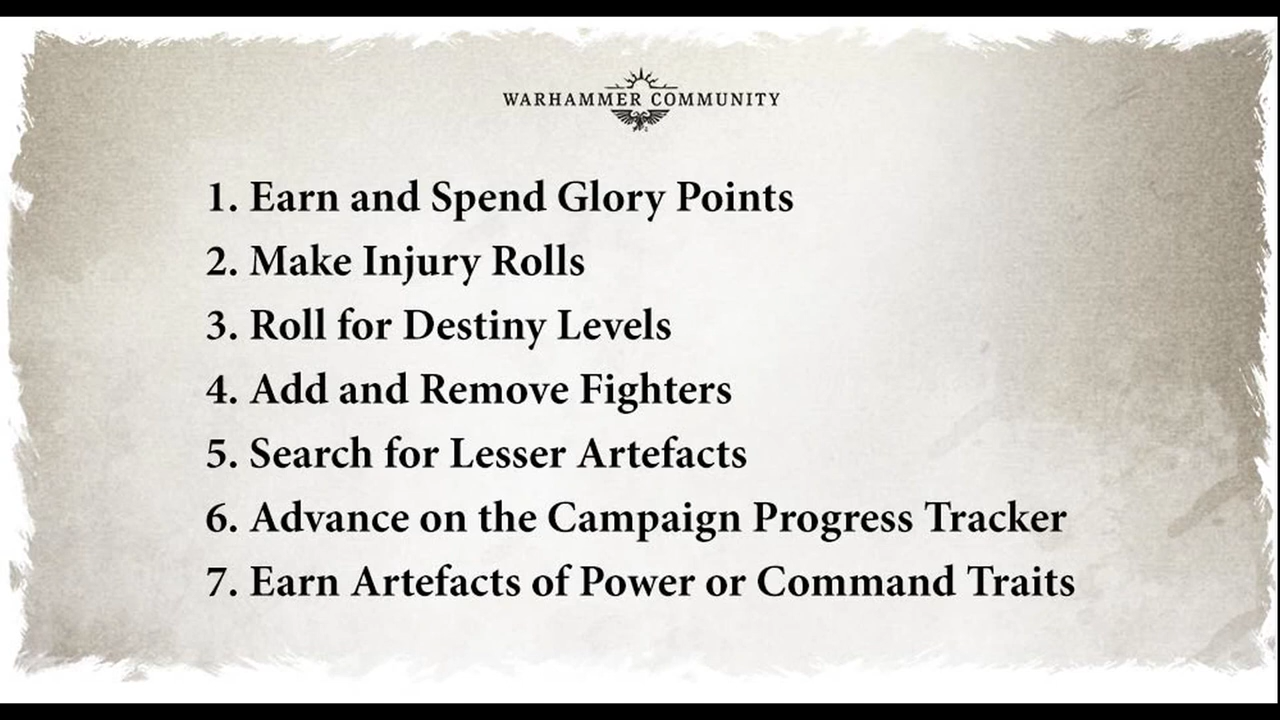 WARHAMMER COMMUNITY
1. Earn and Spend Glory Points
2. Make Injury Rolls
3. Roll for Destiny Levels
4. Add and Remove Fighters
5. Search for Lesser Artefacts
6. Advance on the Campaign Progress Tracker
7. Earn Artefacts of Power or Command Traits